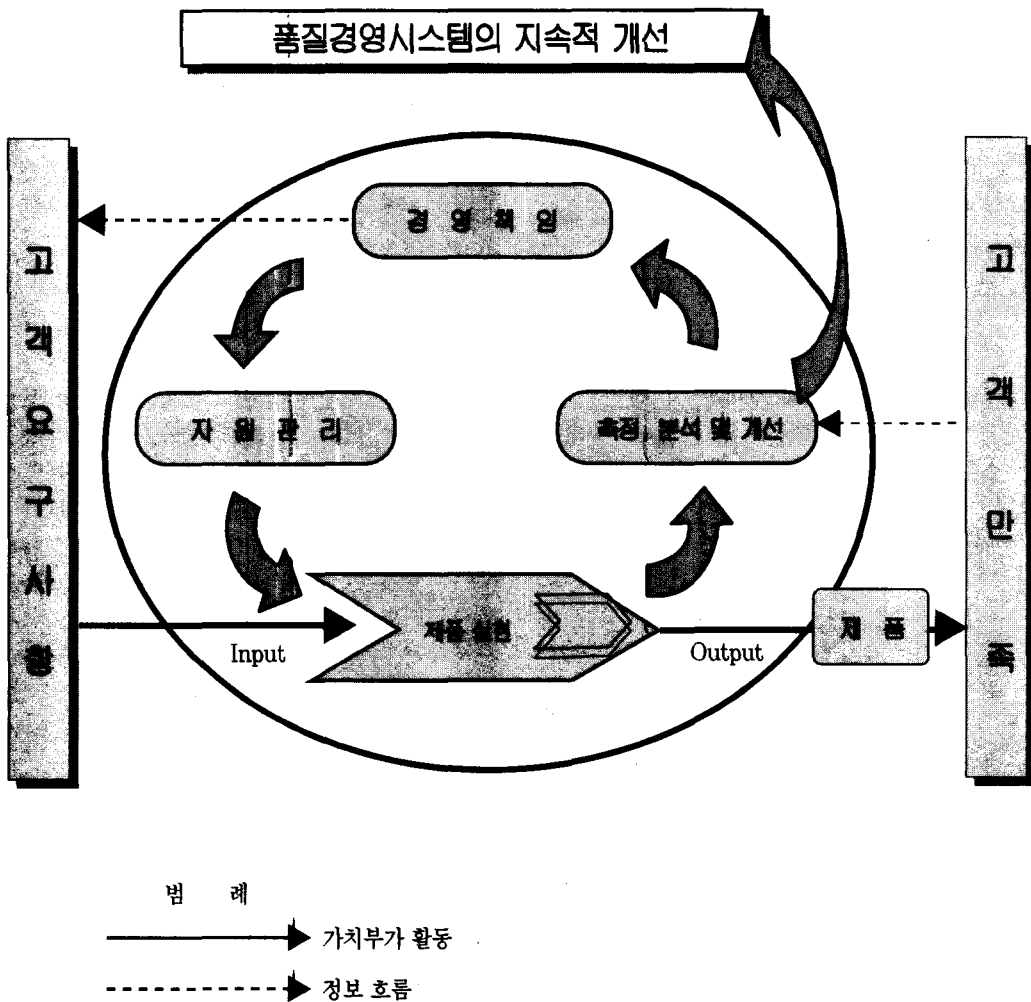 품질경영시스템의 지속적 개선
고객요구사항
경 영 책 임
자 원 관 리
측정, 분석 및 개선
고객만족
제품 실현
Input
Output
제 품
범 례
가치부가 활동
정보 흐름